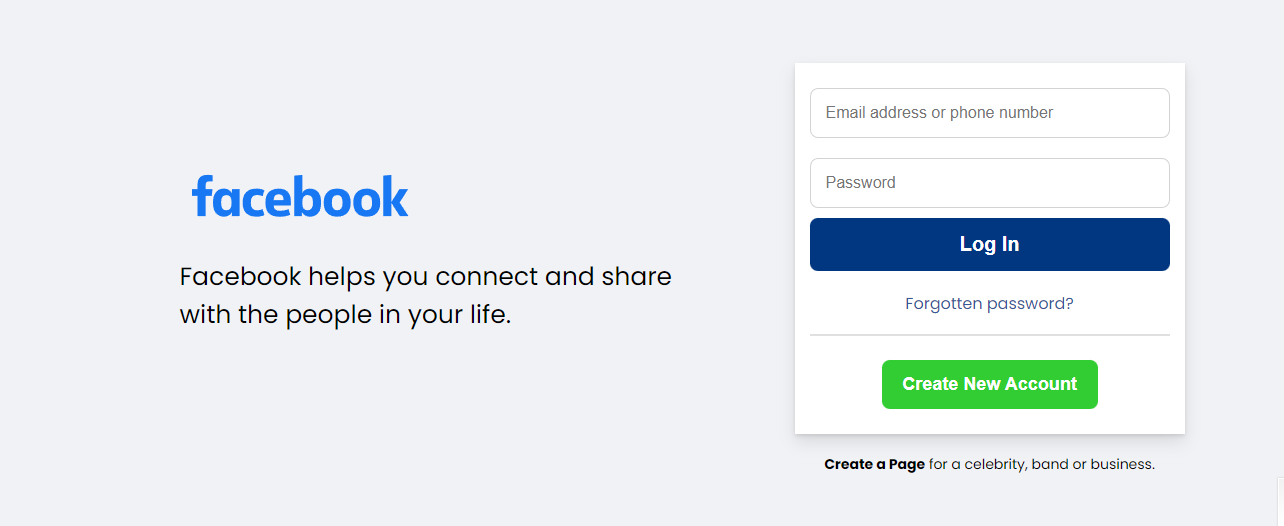 facebook
Facebook helps you connect and share
with the people in your life.
Email address or phone number
Password
Log In
Forgotten password?
Create New Account
Create a Page for a celebrity, band or business.